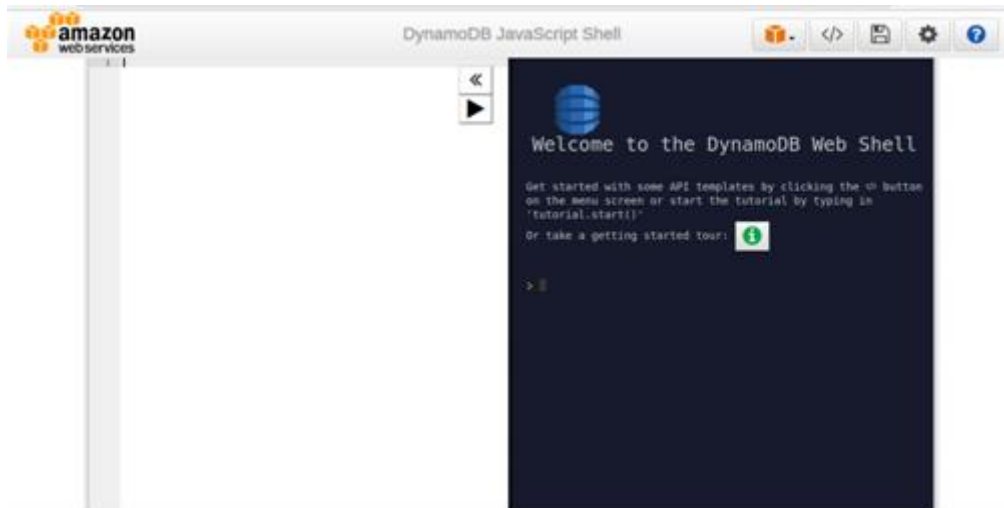 amazon
webservices
DynamoDB JavaScript Shell
</>
1
«
Welcome to the DynamoDB Web Shell
Get started with some API templates by clicking the </> button
on the menu screen or start the tutorial by typing in
'tutorial.start()'
Or take a getting started tour:
>